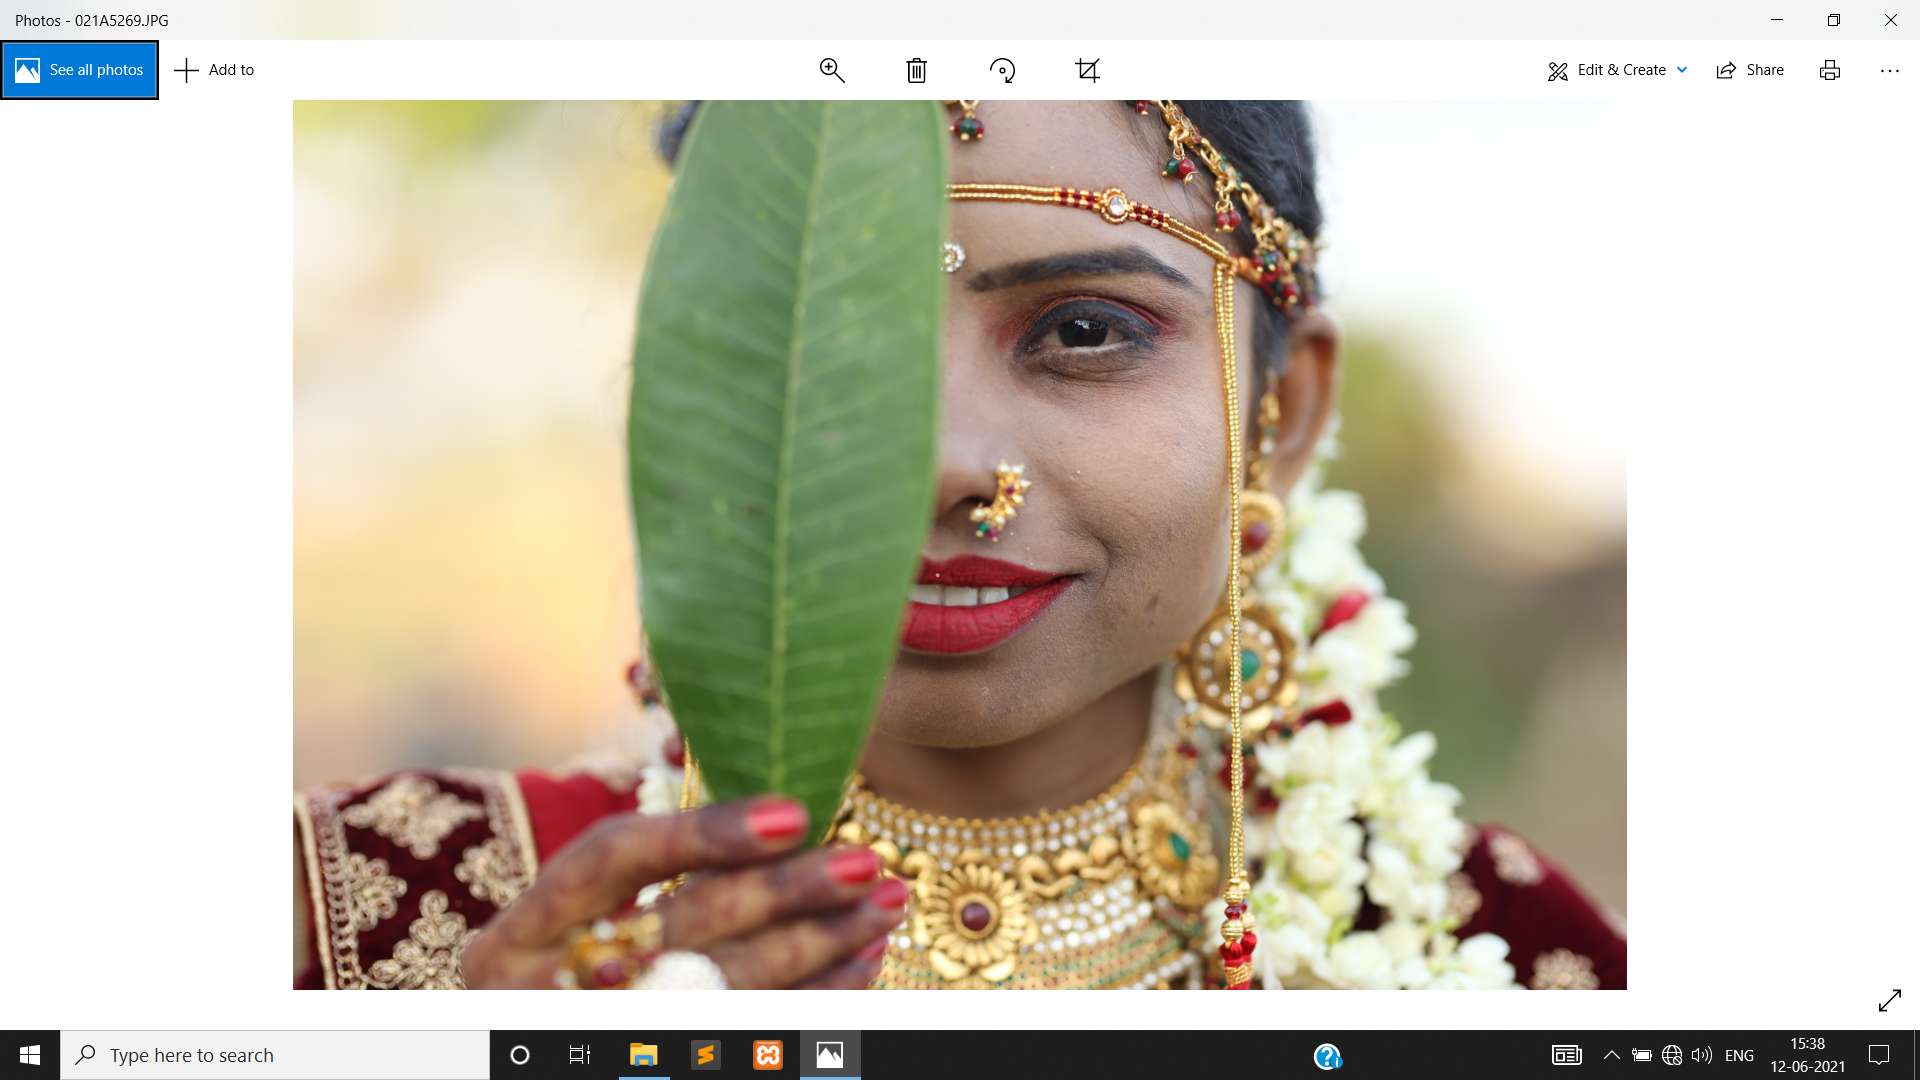 Photos - 021A5269.JPG
See all photos
Add to
Edit & Create
Share
Type here to search
ENG
15:38
12-06-2021